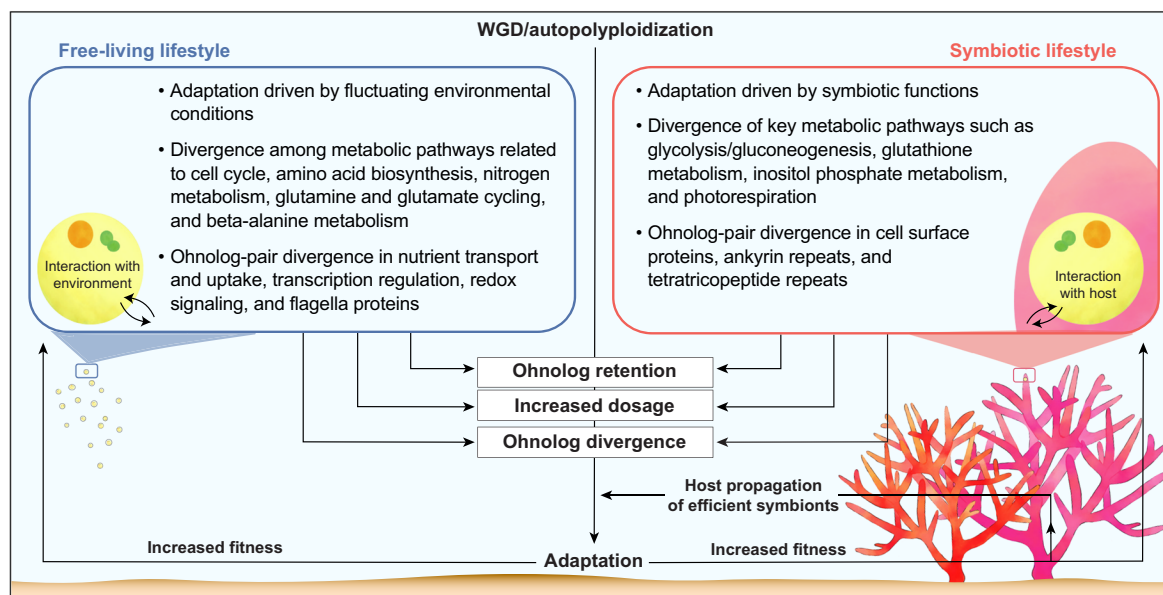 WGD/autopolyploidization
Free-living lifestyle
• Adaptation driven by fluctuating environmental
conditions
• Divergence among metabolic pathways related
to cell cycle, amino acid biosynthesis, nitrogen
metabolism, glutamine and glutamate cycling,
and beta-alanine metabolism
• Ohnolog-pair divergence in nutrient transport
and uptake, transcription regulation, redox
signaling, and flagella proteins
Interaction with
environment
Symbiotic lifestyle
• Adaptation driven by symbiotic functions
• Divergence of key metabolic pathways such as
glycolysis/gluconeogenesis, glutathione
metabolism, inositol phosphate metabolism,
and photorespiration
• Ohnolog-pair divergence in cell surface
proteins, ankyrin repeats, and
tetratricopeptide repeats
Interaction
with host
Ohnolog retention
Increased dosage
Ohnolog divergence
Host propagation
of efficient symbionts
Increased fitness
Adaptation
Increased fitness